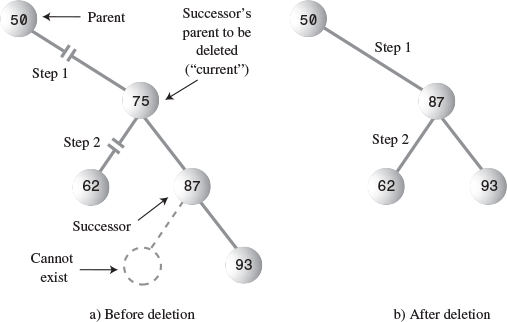 50
Parent
Successor's
parent to be
deleted
("current")
Step 1
75
Step 2
62
87
Successor
Cannot
exist
93
a) Before deletion
50
Step 1
87
Step 2
62
93
b) After deletion